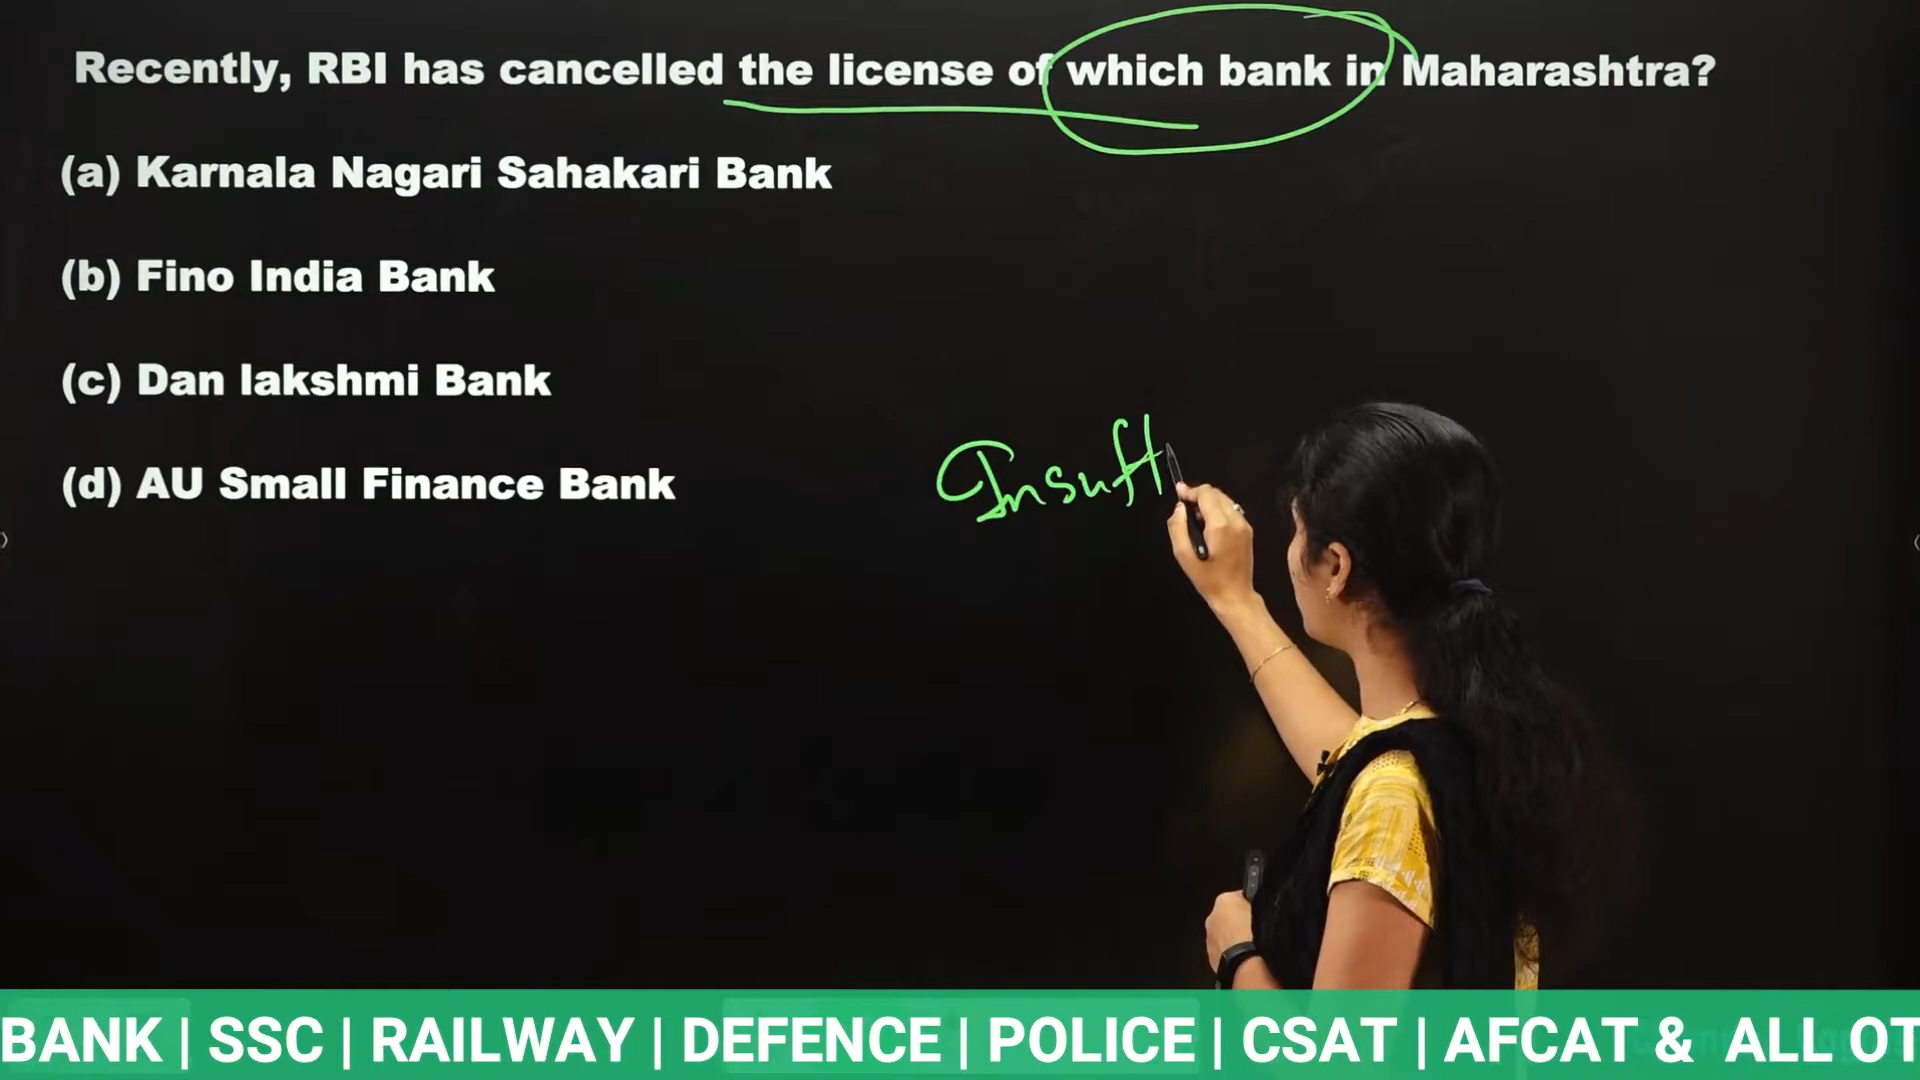 Recently, RBI has cancelled the license of which bank in Maharashtra?
(a) Karnala Nagari Sahakari Bank
(b) Fino India Bank
(c) Dan lakshmi Bank
(d) AU Small Finance Bank
Insuff
BANK | SSC | RAILWAY | DEFENCE | POLICE | CSAT | AFCAT & ALL OT